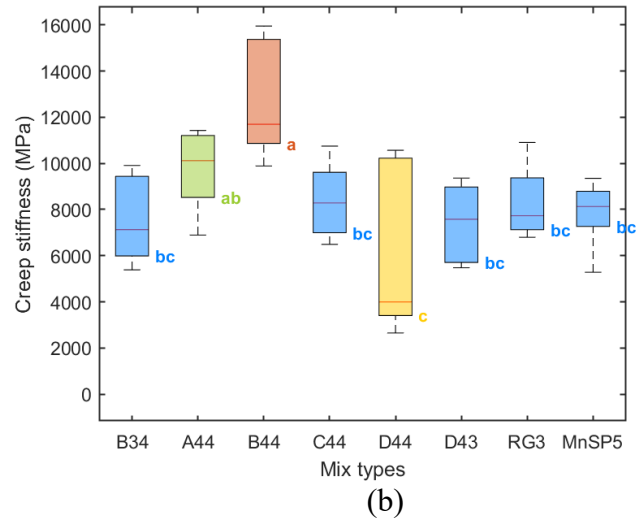 16000
14000
12000
10000
8000
6000
4000
2000
0
Creep stiffness (MPa)
bc
ab
a
bc
c
bc
bc
bc
B34 A44 B44 C44 D44 D43 RG3 MnSP5
Mix types
(b)